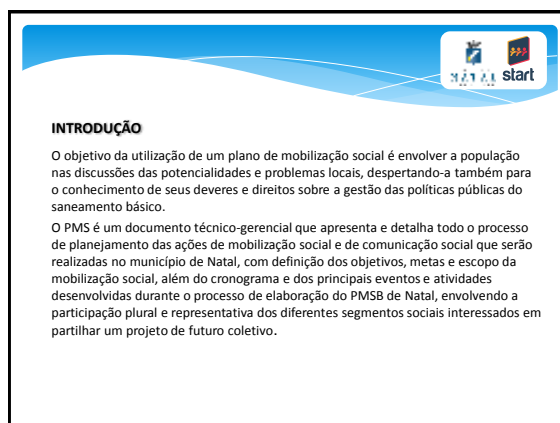 NATAL
start
INTRODUÇÃO
O objetivo da utilização de um plano de mobilização social é envolver a população
nas discussões das potencialidades e problemas locais, despertando-a também para
o conhecimento de seus deveres e direitos sobre a gestão das políticas públicas do
saneamento básico.
O PMS é um documento técnico-gerencial que apresenta e detalha todo o processo
de planejamento das ações de mobilização social e de comunicação social que serão
realizadas no município de Natal, com definição dos objetivos, metas e escopo da
mobilização social, além do cronograma e dos principais eventos e atividades
desenvolvidas durante o processo de elaboração do PMSB de Natal, envolvendo a
participação plural e representativa dos diferentes segmentos sociais interessados em
partilhar um projeto de futuro coletivo.